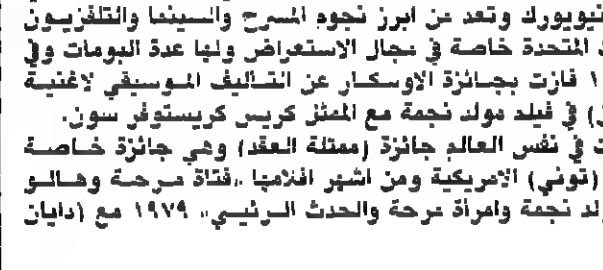 نيويورك وتعد من ابرز نجوم المسرح والسينما والتلفزيون
المتحدة خاصة في مجال الاستعراض ولها عدة البومات وفي
١ فازت بجائزة الاوسكار عن التأليف الموسيقي لاغنية
) في فيلم مولد نجمة مع الممثل كريس كريستوفر سون.
في نفس العالم جائزة (ممثلة العقد) وهي جائزة خاصة
(توني) الامريكية ومن اشهر افلامها «فتاة مرحة وهالو
نجمة وامرأة مرحة والحدث الرئيسي» ١٩٧٩ مع (دايان